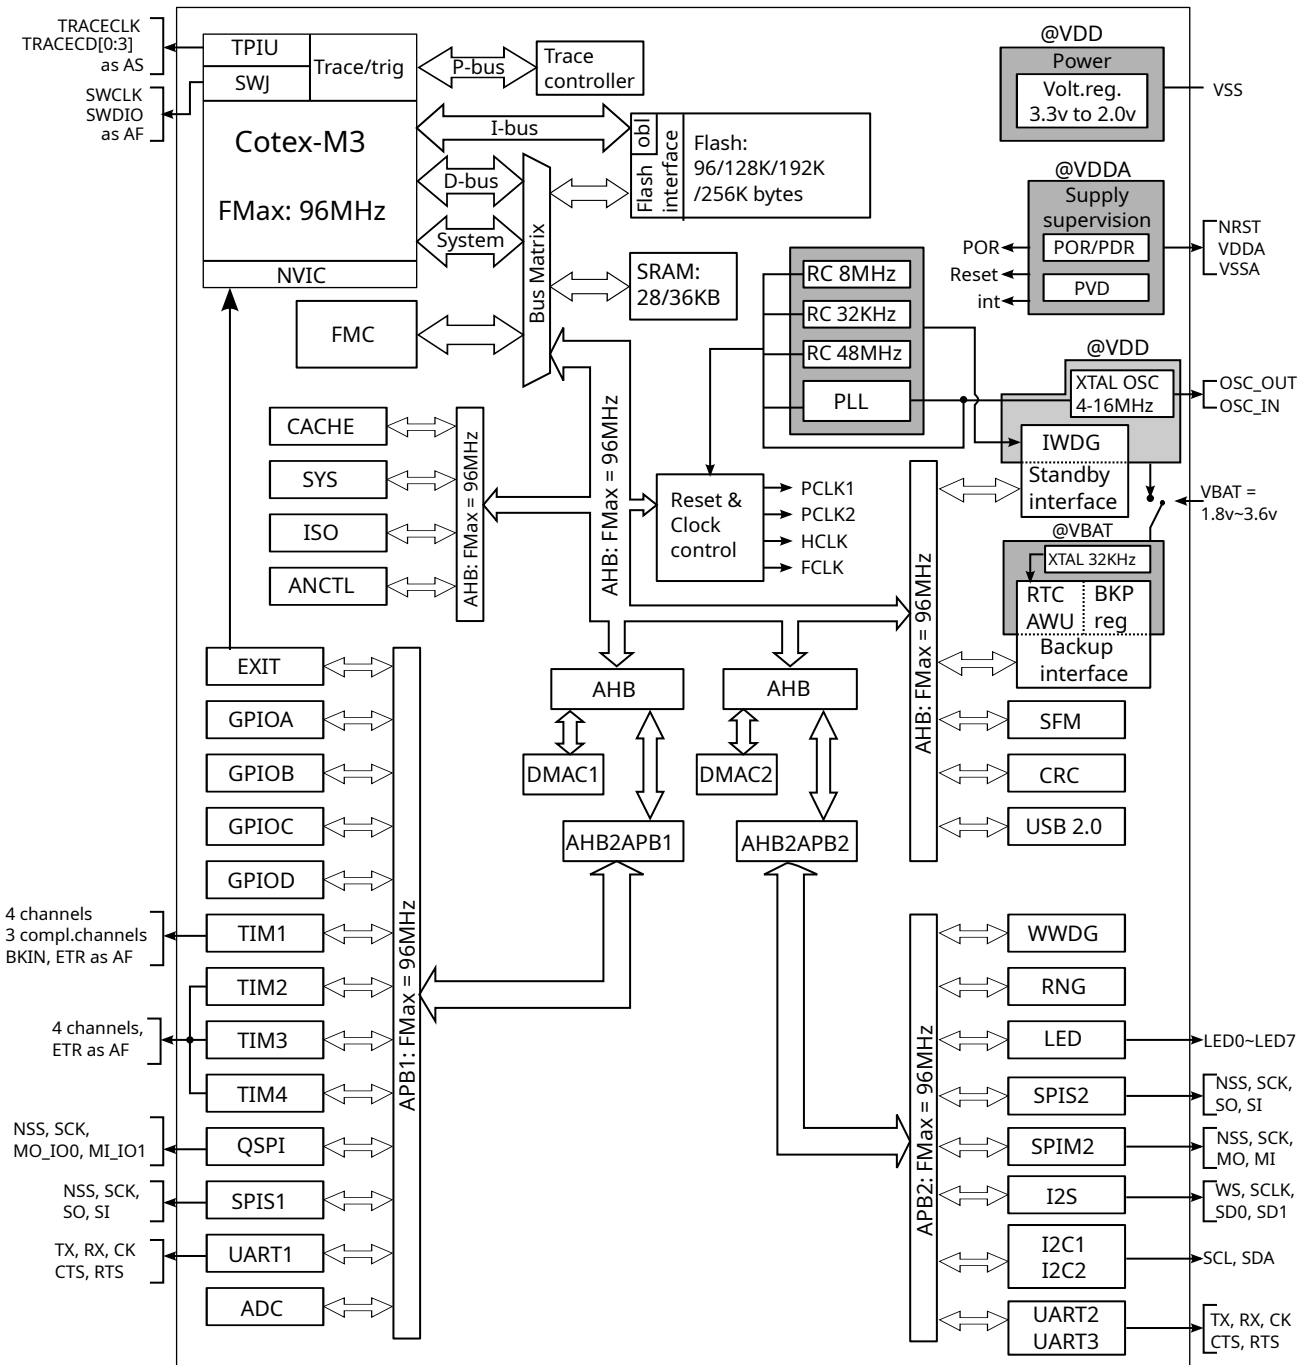 TRACECLK
TRACECD[0:3]
as AS
SWCLK
SWDIO
as AF
TPIU
SWJ
Trace/trig
Cotex-M3
FMax: 96MHz
NVIC
P-bus
Trace
controller
I-bus
D-bus
System
Bus Matrix
obl
Flash
interface
Flash:
96/128K/192K
/256K bytes
SRAM:
28/36KB
FMC
@VDD
Power
Volt.reg.
3.3v to 2.0v
VSS
@VDDA
Supply
supervision
POR/PDR
PVD
POR
Reset
int
NRST
VDDA
VSSA
RC 8MHz
RC 32KHz
RC 48MHz
PLL
@VDD
XTAL OSC
4-16MHz
OSC_OUT
OSC_IN
IWDG
Standby
interface
VBAT =
1.8v~3.6v
@VBAT
XTAL 32KHz
RTC
AWU
BKP
reg
Backup
interface
CACHE
SYS
ISO
ANCTL
AHB: FMax = 96MHz
AHB: FMax = 96MHz
Reset &
Clock
control
PCLK1
PCLK2
HCLK
FCLK
AHB: FMax = 96MHz
SFM
CRC
USB 2.0
AHB
AHB
DMAC1
DMAC2
AHB2APB1
AHB2APB2
EXIT
GPIOA
GPIOB
GPIOC
GPIOD
TIM1
TIM2
TIM3
TIM4
QSPI
SPIS1
UART1
ADC
APB1: FMax = 96MHz
4 channels
3 compl.channels
BKIN, ETR as AF
4 channels,
ETR as AF
NSS, SCK,
MO_IO0, MI_IO1
NSS, SCK,
SO, SI
TX, RX, CK
CTS, RTS
APB2: FMax = 96MHz
WWDG
RNG
LED
SPIS2
SPIM2
I2S
I2C1
I2C2
UART2
UART3
LED0~LED7
NSS, SCK,
SO, SI
NSS, SCK,
MO, MI
WS, SCLK,
SD0, SD1
SCL, SDA
TX, RX, CK
CTS, RTS